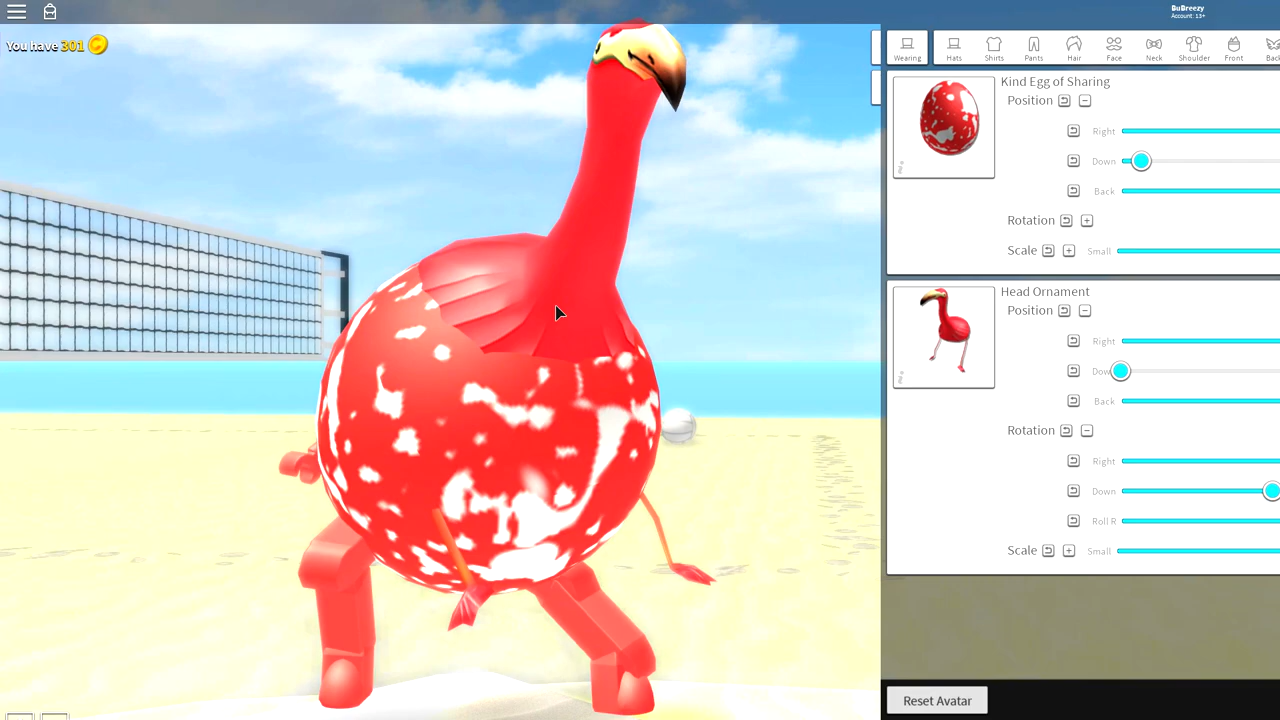 BuBreezy
Account: 13+
You have 301
Wearing
Hats
Shirts
Pants
Hair
Face
Neck
Shoulder
Front
Back
Kind Egg of Sharing
Position
Right
Down
Back
Rotation
Scale
Small
Head Ornament
Position
Right
Dow
Back
Rotation
Right
Down
Roll R
Scale
Small
Reset Avatar